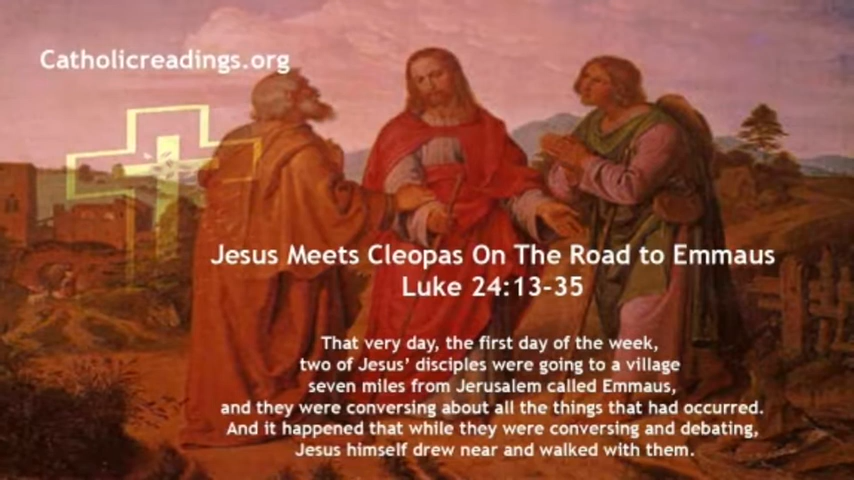 Catholicreadings.org
Jesus Meets Cleopas On The Road to Emmaus
Luke 24:13-35
That very day, the first day of the week,
two of Jesus' disciples were going to a village
seven miles from Jerusalem called Emmaus,
and they were conversing about all the things that had occurred.
And it happened that while they were conversing and debating,
Jesus himself drew near and walked with them.